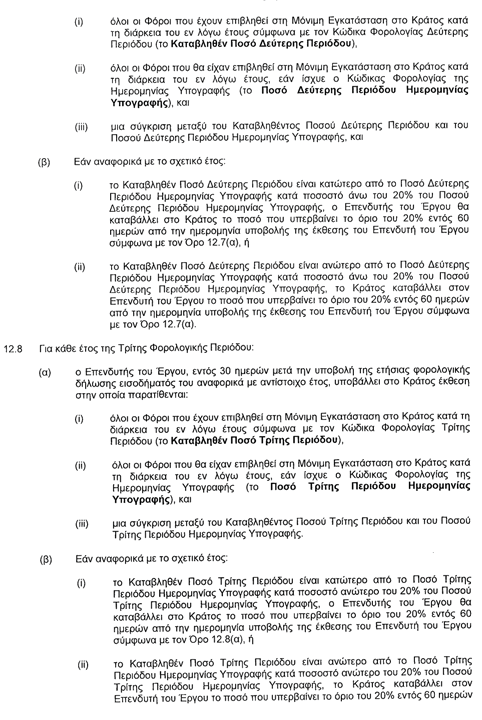 (i) όλοι οι Φόροι που έχουν επιβληθεί στη Μόνιμη Εγκατάσταση στο Κράτος κατά
τη διάρκεια του εν λόγω έτους σύμφωνα με τον Κώδικα Φορολογίας Δεύτερης
Περιόδου (το Καταβληθέν Ποσό Δεύτερης Περιόδου),
(ii) όλοι οι Φόροι που θα είχαν επιβληθεί στη Μόνιμη Εγκατάσταση στο Κράτος κατά
τη διάρκεια του εν λόγω έτους, εάν ίσχυε ο Κώδικας Φορολογίας της
Ημερομηνίας Υπογραφής (το Ποσό Δεύτερης Περιόδου Ημερομηνίας
Υπογραφής), και
(iii) μια σύγκριση μεταξύ του Καταβληθέντος Ποσού Δεύτερης Περιόδου και του
Ποσού Δεύτερης Περιόδου Ημερομηνίας Υπογραφής, και
(β) Εάν αναφορικά με το σχετικό έτος:
(i) το Καταβληθέν Ποσό Δεύτερης Περιόδου είναι κατώτερο από το Ποσό Δεύτερης
Περιόδου Ημερομηνίας Υπογραφής κατά ποσοστό άνω του 20% του Ποσού
Δεύτερης Περιόδου Ημερομηνίας Υπογραφής, ο Επενδυτής του Έργου θα
καταβάλλει στο Κράτος το ποσό που υπερβαίνει το όριο του 20% εντός 60
ημερών από την ημερομηνία υποβολής της έκθεσης του Επενδυτή του Έργου
σύμφωνα με τον Όρο 12.7(α), ή
(ii) το Καταβληθέν Ποσό Δεύτερης Περιόδου είναι ανώτερο από το Ποσό Δεύτερης
Περιόδου Ημερομηνίας Υπογραφής κατά ποσοστό άνω του 20% του Ποσού
Δεύτερης Περιόδου Ημερομηνίας Υπογραφής, το Κράτος καταβάλλει στον
Επενδυτή του Έργου το ποσό που υπερβαίνει το όριο του 20% εντός 60 ημερών
από την ημερομηνία υποβολής της έκθεσης του Επενδυτή του Έργου σύμφωνα
με τον Όρο 12.7(α).
12.8 Για κάθε έτος της Τρίτης Φορολογικής Περιόδου:
(α) ο Επενδυτής του Έργου, εντός 30 ημερών μετά την υποβολή της ετήσιας φορολογικής
δήλωσης εισοδήματός του αναφορικά με αντίστοιχο έτος, υποβάλλει στο Κράτος έκθεση
στην οποία παρατίθενται:
(i) όλοι οι Φόροι που έχουν επιβληθεί στη Μόνιμη Εγκατάσταση στο Κράτος κατά τη
διάρκεια του εν λόγω έτους σύμφωνα με τον Κώδικα Φορολογίας Τρίτης
Περιόδου (το Καταβληθέν Ποσό Τρίτης Περιόδου),
(ii) όλοι οι Φόροι που θα είχαν επιβληθεί στη Μόνιμη Εγκατάσταση στο Κράτος κατά
τη διάρκεια του εν λόγω έτους, εάν ίσχυε ο Κώδικας Φορολογίας της
Ημερομηνίας Υπογραφής (το Ποσό Τρίτης Περιόδου Ημερομηνίας
Υπογραφής), και
(iii) μια σύγκριση μεταξύ του Καταβληθέντος Ποσού Τρίτης Περιόδου και του Ποσού
Τρίτης Περιόδου Ημερομηνίας Υπογραφής.
(β) Εάν αναφορικά με το σχετικό έτος:
(i) το Καταβληθέν Ποσό Τρίτης Περιόδου είναι κατώτερο από το Ποσό Τρίτης
Περιόδου Ημερομηνίας Υπογραφής κατά ποσοστό ανώτερο του 20% του Ποσού
Τρίτης Περιόδου Ημερομηνίας Υπογραφής, ο Επενδυτής του Έργου θα
καταβάλλει στο Κράτος το ποσό που υπερβαίνει το όριο του 20% εντός 60
ημερών από την ημερομηνία υποβολής της έκθεσης του Επενδυτή του Έργου
σύμφωνα με τον Όρο 12.8(α), ή
(ii) το Καταβληθέν Ποσό Τρίτης Περιόδου είναι ανώτερο από το Ποσό Τρίτης
Περιόδου Ημερομηνίας Υπογραφής κατά ποσοστό ανώτερο του 20% του Ποσού
Τρίτης Περιόδου Ημερομηνίας Υπογραφής, το Κράτος καταβάλλει στον
Επενδυτή του Έργου το ποσό που υπερβαίνει το όριο του 20% εντός 60 ημερών